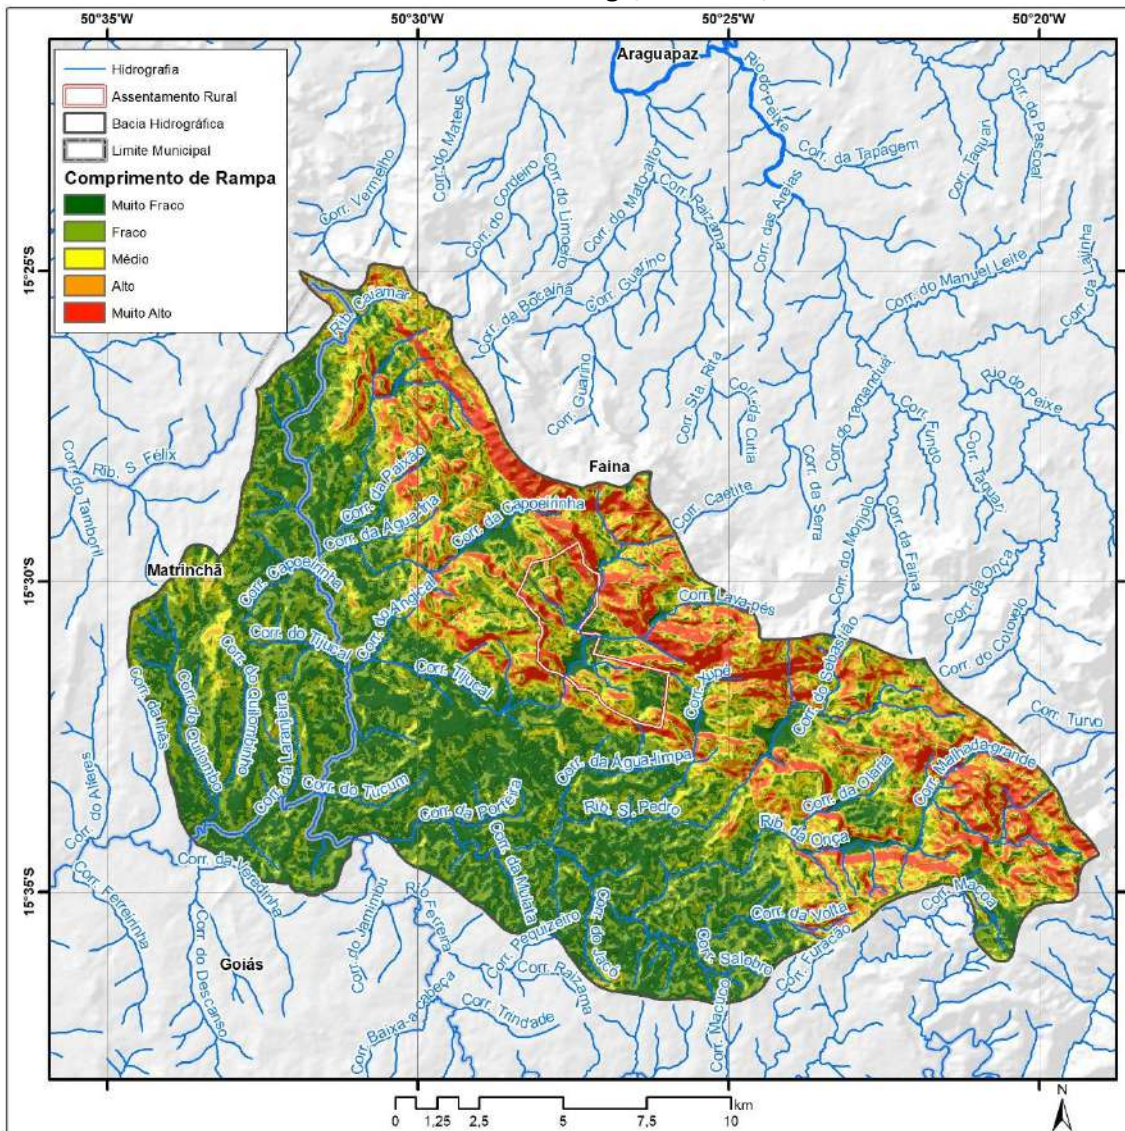 50°35'W
50°30'W
50°25'W
50°20'W
15°25'S
15°30'S
15°35'S
Hidrografia
Assentamento Rural
Bacia Hidrográfica
Limite Municipal
Comprimento de Rampa
Muito Fraco
Fraco
Médio
Alto
Muito Alto
Araguapaz
Rio do Peixe
Corr. do Mateus
Corr. da Tapagem
Corr. Taquari
Corr. do Pascoal
Corr. Vermelho
Corr. do Cordeiro
Corr. do Limoeiro
Corr. do Mato-alto
Corr. Raizama
Corr. das Areias
Corr. do Manuel Leite
Corr. da Lajinha
Corr. Guarino
Corr. da Bocaina
Rib. Caiamar
Corr. Guarino
Corr. Sta Rita
Corr. da Cutia
Corr. do Tamanduá
Corr. Fundo
Rio do Peixe
Corr. Taquari
Rib. S. Félix
Corr. do Tamboril
Faina
Corr. da Paixão
Corr. da Água-fria
Corr. da Capoeirinha
Corr. Caetite
Corr. da Serra
Corr. do Monjolo
Corr. da Faina
Corr. da Onça
Corr. do Cotovelo
Matrinchã
Corr. Capoeirinha
Corr. do Angical
Corr. Lava-pés
Corr. do Tijucal
Corr. Tijucal
Corr. Xupé
Corr. do Sebastião
Corr. Turvo
Corr. da Ilhas
Corr. do Quilombo
Corr. do Quilombinho
Corr. da Laranjeira
Corr. do Tucum
Corr. da Água-limpa
Corr. da Olaria
Corr. Malhada-grande
Corr. do Alferes
Corr. da Porteira
Rib. S. Pedro
Rib. da Onça
Corr. da Veredinha
Corr. Ferreirinha
Corr. do Descanso
Corr. do Jamimbu
Rio Ferreira
Corr. da Mulata
Corr. Pequizeiro
Corr. do Jacó
Corr. da Volta
Corr. Macoa
Corr. Salobro
Corr. Furacão
Goiás
Corr. Raizama
Corr. Baixa-a-cabeça
Corr. Trindade
Corr. Macuco
0
1,25
2,5
5
7,5
10
km
N